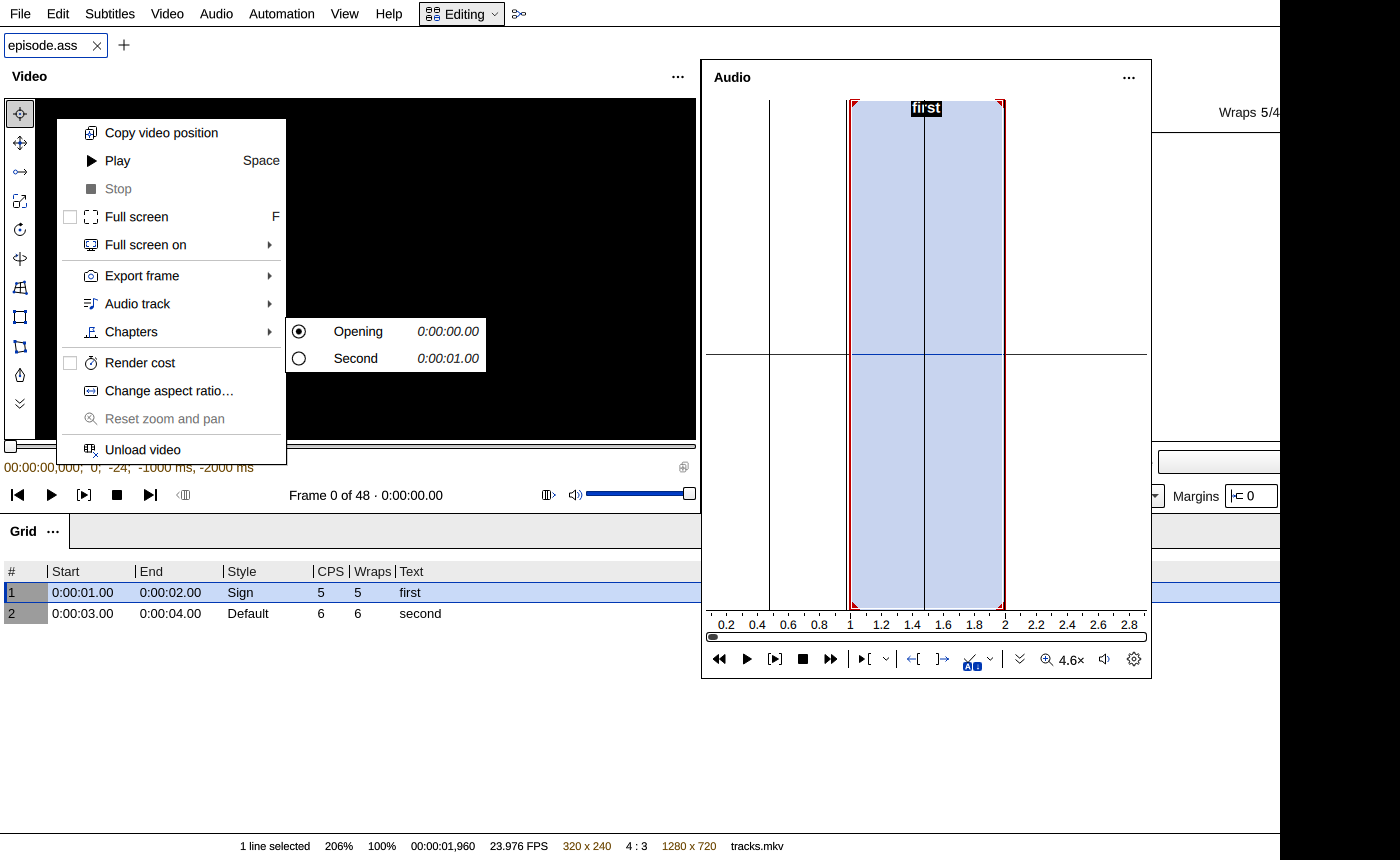 File Edit Subtitles Video Audio Automation View Help Editing
episode.ass
Video
Audio
Wraps 5/4
first
Copy video position
Play Space
Stop
Full screen F
Full screen on
Export frame
Audio track
Chapters
Opening 0:00:00.00
Second 0:00:01.00
Render cost
Change aspect ratio…
Reset zoom and pan
Unload video
00:00:00,000; 0; -24; -1000 ms, -2000 ms
Frame 0 of 48 · 0:00:00.00
Margins 0
0.2 0.4 0.6 0.8 1 1.2 1.4 1.6 1.8 2 2.2 2.4 2.6 2.8
4.6×
A
Grid
# Start End Style CPS Wraps Text
1 0:00:01.00 0:00:02.00 Sign 5 5 first
2 0:00:03.00 0:00:04.00 Default 6 6 second
1 line selected 206% 100% 00:00:01,960 23.976 FPS 320 x 240 4 : 3 1280 x 720 tracks.mkv